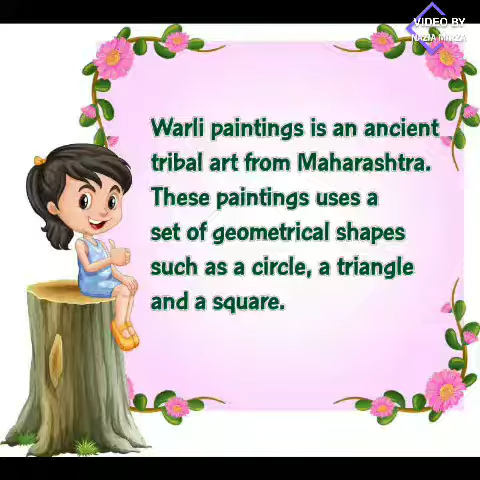 VIDEO BY
NAZIA MIRZA
Warli paintings is an ancient
tribal art from Maharashtra.
These paintings uses a
set of geometrical shapes
such as a circle, a triangle
and a square.